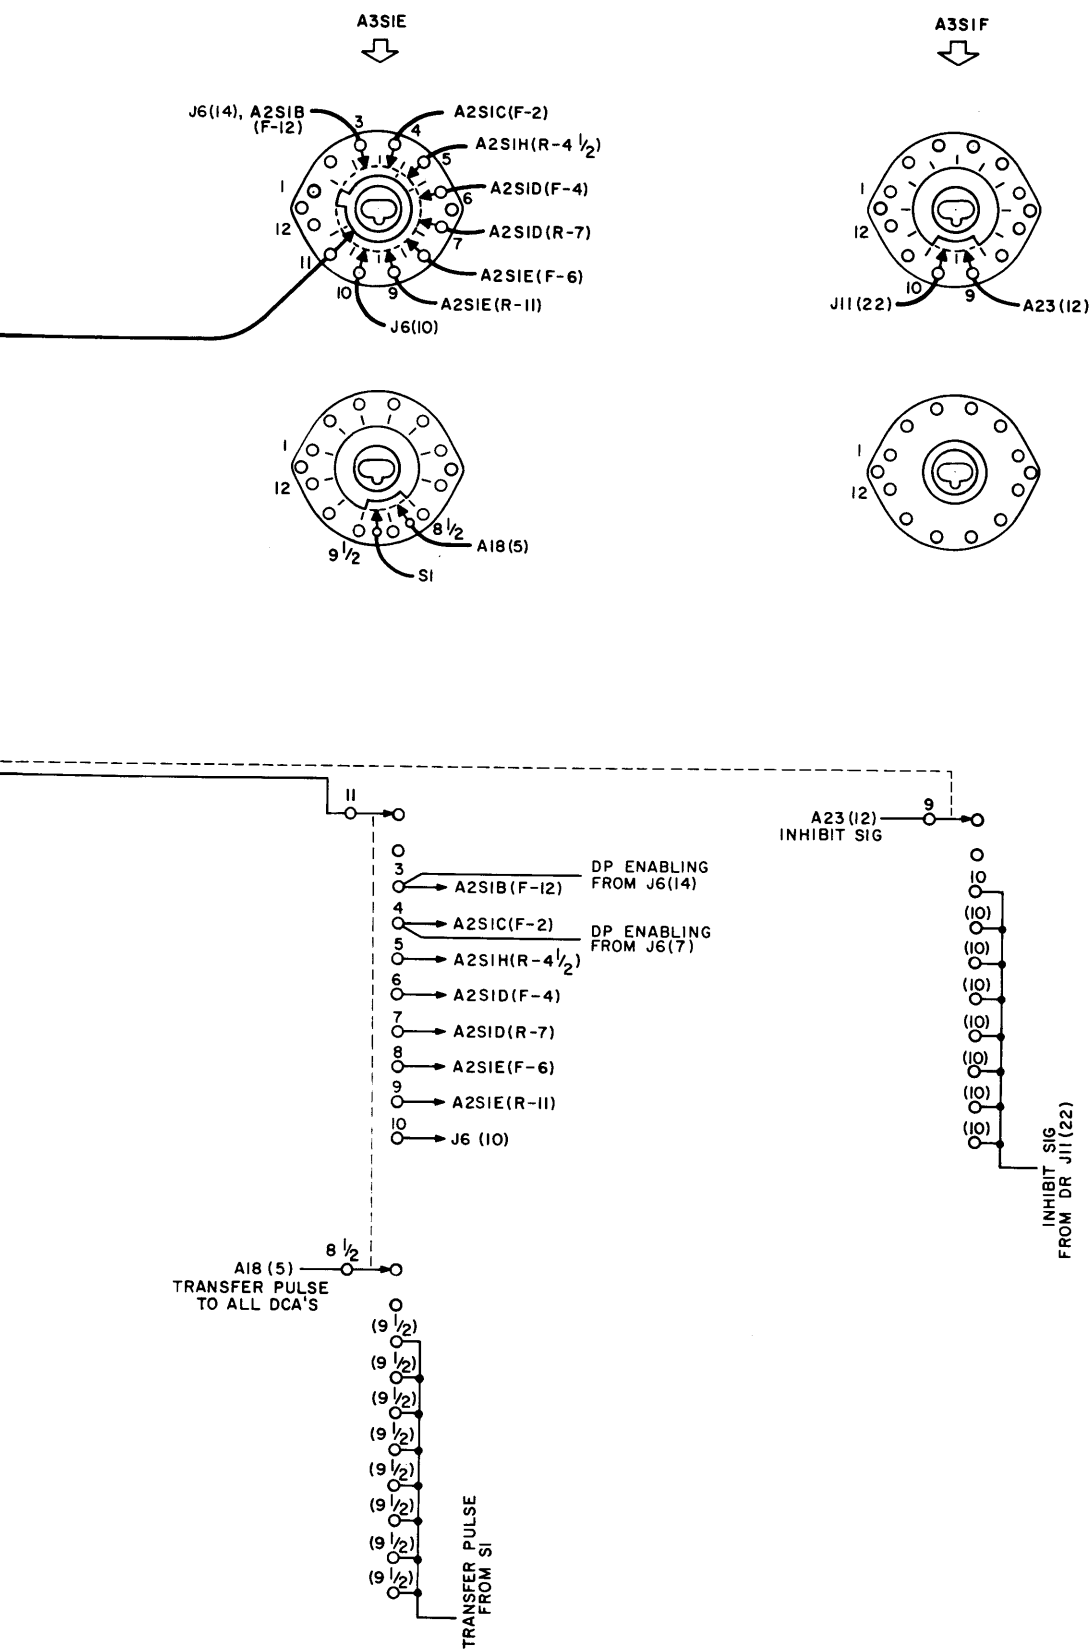 A3S1E
A3S1F
J6(14), A2S1B
(F-12)
3
4
A2S1C(F-2)
5
A2S1H(R-4 1/2)
1
6
A2S1D(F-4)
12
7
A2S1D(R-7)
11
A2S1E(F-6)
10
9
A2S1E(R-11)
J6(10)
1
12
10
9
J11(22)
A23(12)
1
12
8 1/2
A18(5)
9 1/2
S1
1
12
11
9
A23(12)
INHIBIT SIG
3
A2S1B(F-12)
DP ENABLING
FROM J6(14)
4
A2S1C(F-2)
DP ENABLING
FROM J6(7)
5
A2S1H(R-4 1/2)
6
A2S1D(F-4)
7
A2S1D(R-7)
8
A2S1E(F-6)
9
A2S1E(R-11)
10
J6 (10)
10
(10)
(10)
(10)
(10)
(10)
(10)
(10)
INHIBIT SIG
FROM DR J11(22)
8 1/2
A18(5)
TRANSFER PULSE
TO ALL DCA'S
(9 1/2)
(9 1/2)
(9 1/2)
(9 1/2)
(9 1/2)
(9 1/2)
(9 1/2)
(9 1/2)
TRANSFER PULSE
FROM S1